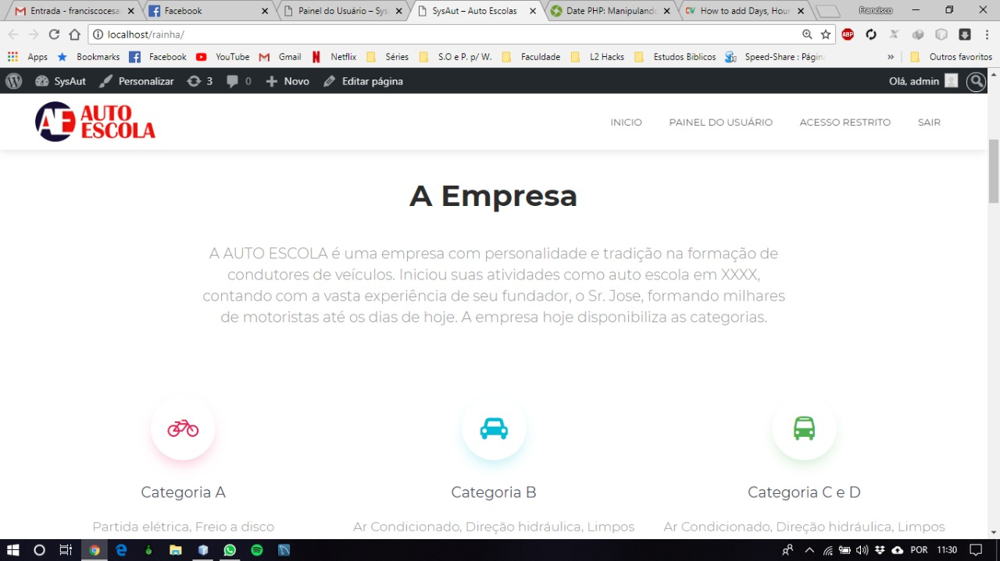 Entrada - franciscocesa
Facebook
Painel do Usuário – Sys
SysAut – Auto Escolas
Date PHP: Manipulando
CV How to add Days, Hour
Francisco
localhost/rainha/
ABP
Apps
Bookmarks
Facebook
YouTube
Gmail
Netflix
Séries
S.O e P. p/ W.
Faculdade
L2 Hacks
Estudos Bíblicos
Speed-Share : Página
»
Outros favoritos
SysAut
Personalizar
3
0
Novo
Editar página
Olá, admin
AE AUTO
ESCOLA
INICIO
PAINEL DO USUÁRIO
ACESSO RESTRITO
SAIR
A Empresa
A AUTO ESCOLA é uma empresa com personalidade e tradição na formação de
condutores de veículos. Iniciou suas atividades como auto escola em XXXX,
contando com a vasta experiência de seu fundador, o Sr. Jose, formando milhares
de motoristas até os dias de hoje. A empresa hoje disponibiliza as categorias.
Categoria A
Categoria B
Categoria C e D
Partida elétrica, Freio a disco
Ar Condicionado, Direção hidráulica, Limpos
Ar Condicionado, Direção hidráulica, Limpos
POR
11:30